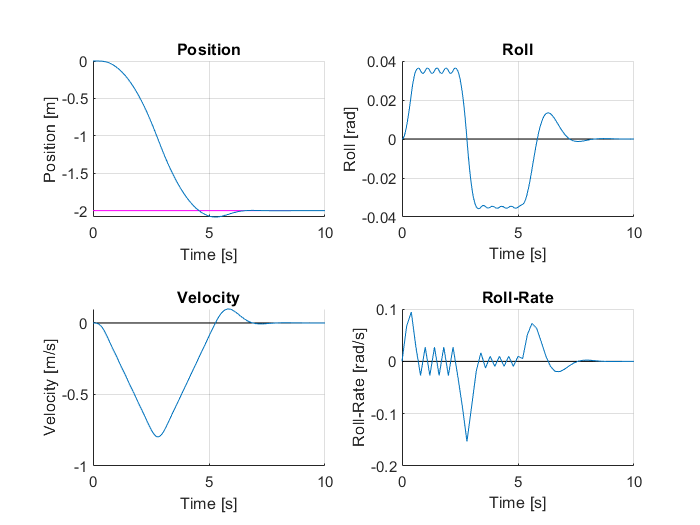 Position
Position [m]
0
-0.5
-1
-1.5
-2
0
5
10
Time [s]
Roll
Roll [rad]
0.04
0.02
0
-0.02
-0.04
0
5
10
Time [s]
Velocity
Velocity [m/s]
0
-0.5
-1
0
5
10
Time [s]
Roll-Rate
Roll-Rate [rad/s]
0.1
0
-0.1
-0.2
0
5
10
Time [s]